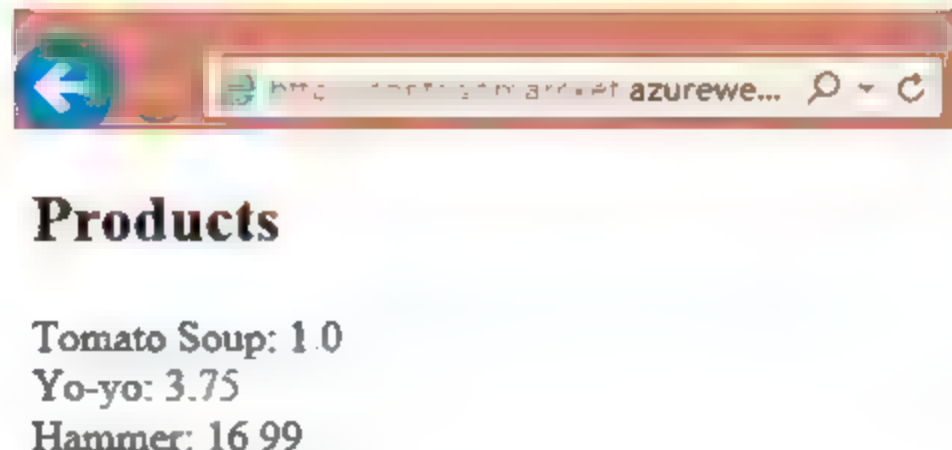 azurewe...
Products
Tomato Soup: 1.0
Yo-yo: 3.75
Hammer: 16.99